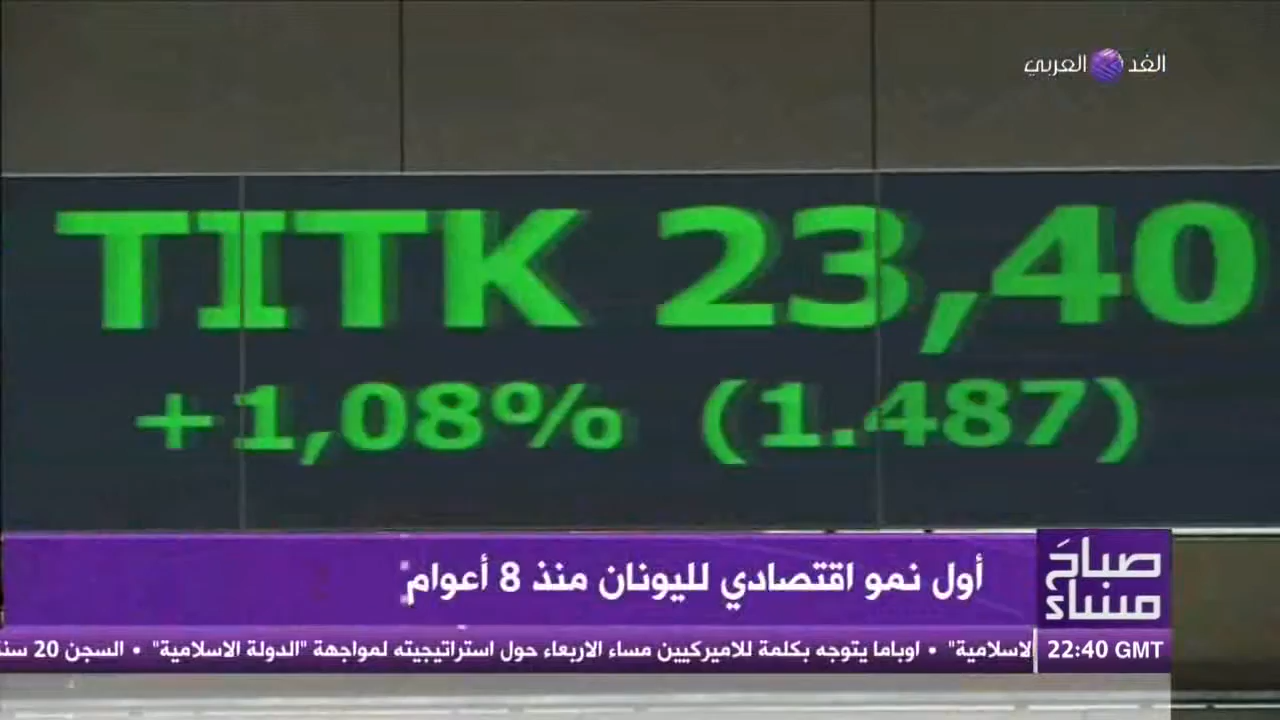 الغد العربي
TITK 23,40
+1,08% (1.487)
أول نمو اقتصادي لليونان منذ 8 أعوام
صباحَ مساء
لاسلامية" • اوباما يتوجه بكلمة للاميركيين مساء الاربعاء حول استراتيجيته لمواجهة "الدولة الاسلامية" • السجن 20
22:40 GMT